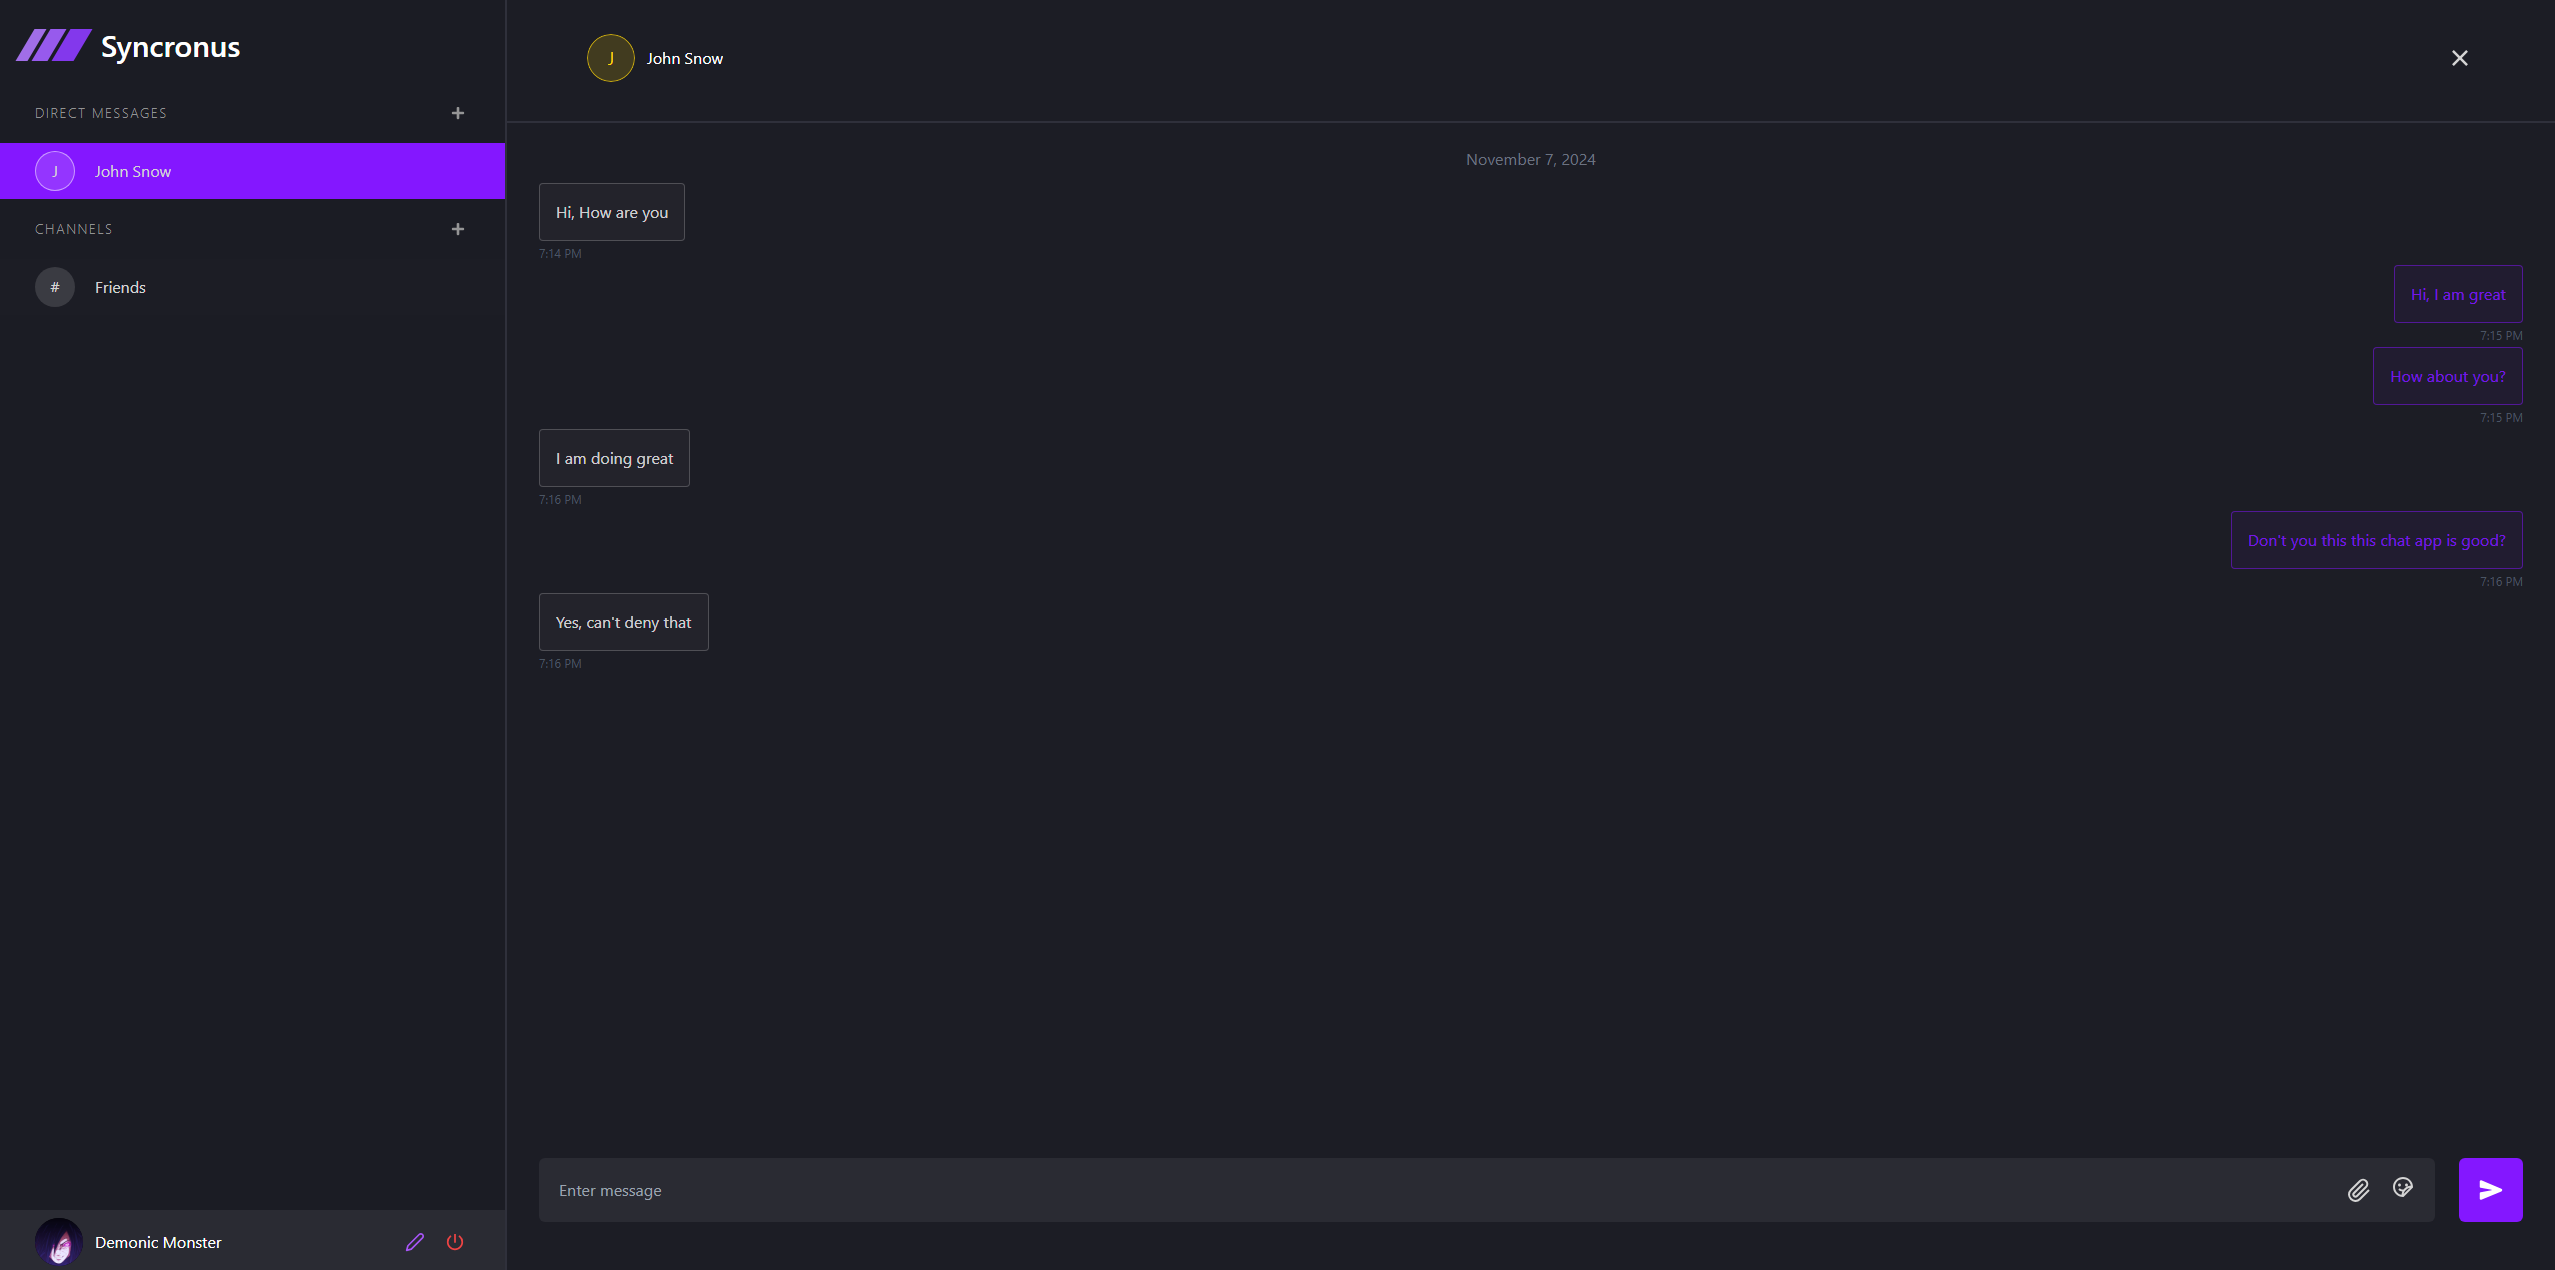 Syncronus
DIRECT MESSAGES
J John Snow
CHANNELS
# Friends
Demonic Monster
J John Snow
November 7, 2024
Hi, How are you
7:14 PM
Hi, I am great
7:15 PM
How about you?
7:15 PM
I am doing great
7:16 PM
Don't you this this chat app is good?
7:16 PM
Yes, can't deny that
7:16 PM
Enter message